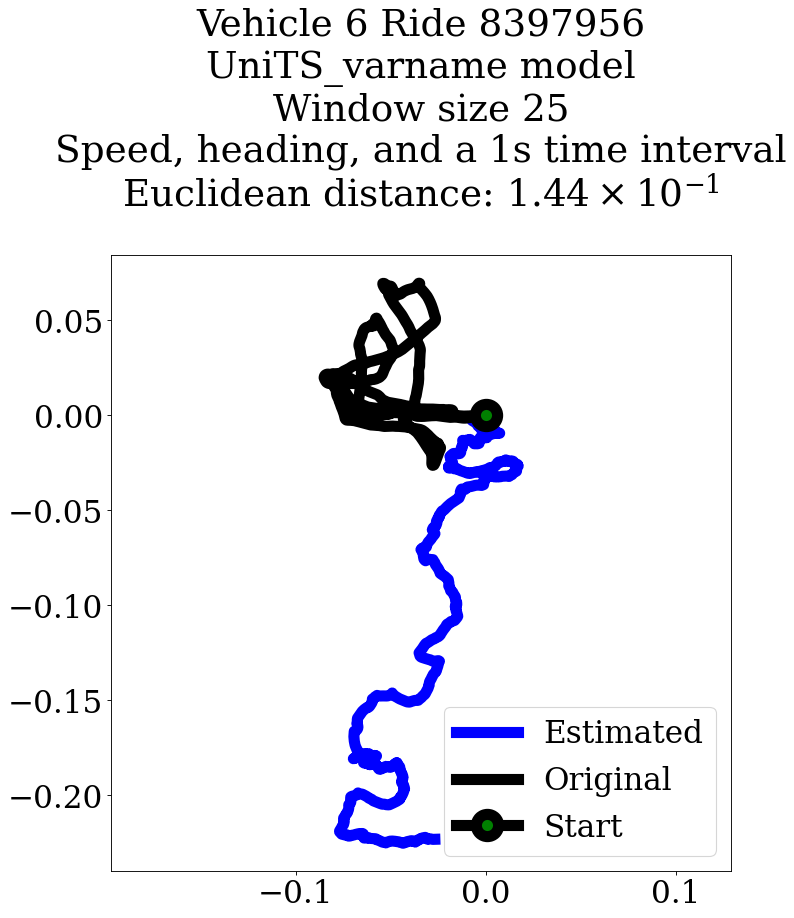 Vehicle 6 Ride 8397956
UniTS_varname model
Window size 25
Speed, heading, and a 1s time interval
Euclidean distance: 1.44 × 10⁻¹
0.05
0.00
−0.05
−0.10
−0.15
−0.20
−0.1
0.0
0.1
Estimated
Original
Start